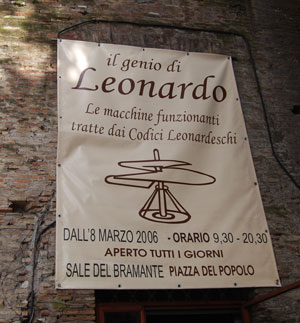 il genio di
Leonardo
Le macchine funzionanti
tratte dai Codici Leonardeschi
DALL'8 MARZO 2006 - ORARIO 9,30 - 20,30
APERTO TUTTI I GIORNI
SALE DEL BRAMANTE PIAZZA DEL POPOLO